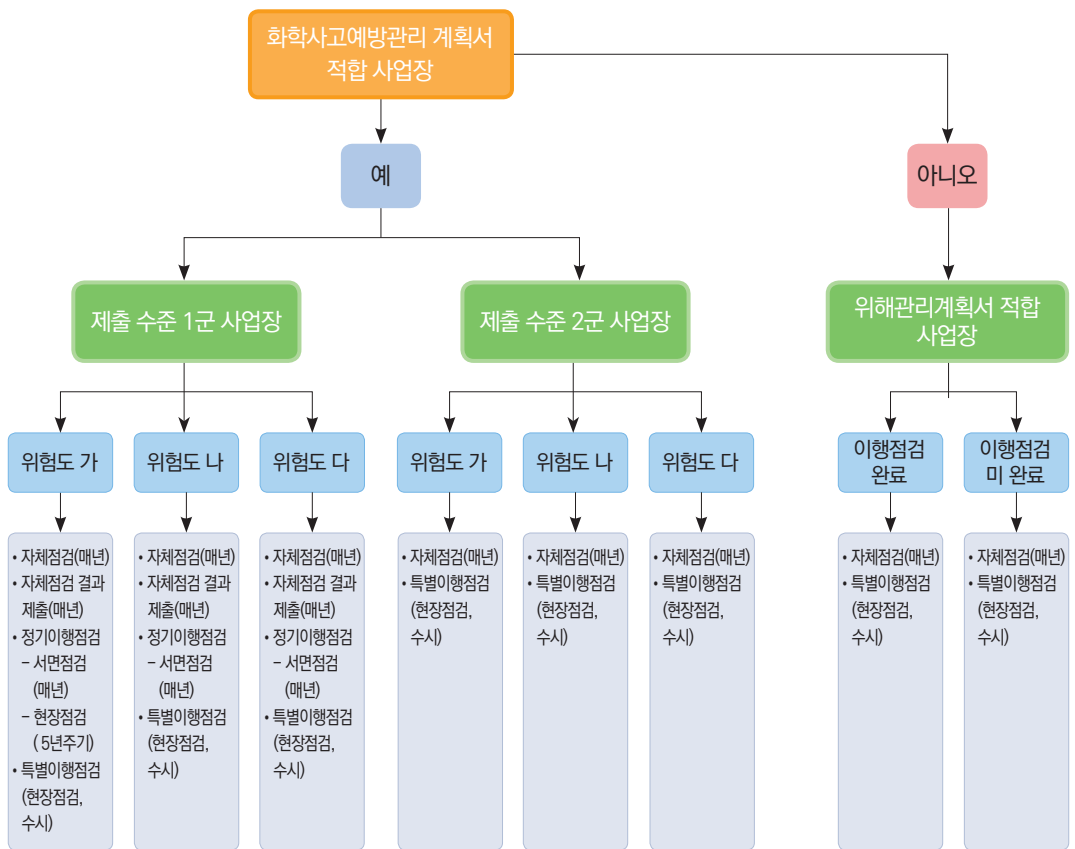 화학사고예방관리 계획서
적합 사업장
예
아니오
제출 수준 1군 사업장
제출 수준 2군 사업장
위해관리계획서 적합
사업장
위험도 가
위험도 나
위험도 다
위험도 가
위험도 나
위험도 다
이행점검
완료
이행점검
미 완료
• 자체점검(매년)
• 자체점검 결과
제출(매년)
• 정기이행점검
– 서면점검
(매년)
– 현장점검
( 5년주기)
• 특별이행점검
(현장점검,
수시)
• 자체점검(매년)
• 자체점검 결과
제출(매년)
• 정기이행점검
– 서면점검
(매년)
• 특별이행점검
(현장점검,
수시)
• 자체점검(매년)
• 자체점검 결과
제출(매년)
• 정기이행점검
– 서면점검
(매년)
• 특별이행점검
(현장점검,
수시)
• 자체점검(매년)
• 특별이행점검
(현장점검,
수시)
• 자체점검(매년)
• 특별이행점검
(현장점검,
수시)
• 자체점검(매년)
• 특별이행점검
(현장점검,
수시)
• 자체점검(매년)
• 특별이행점검
(현장점검,
수시)
• 자체점검(매년)
• 특별이행점검
(현장점검,
수시)